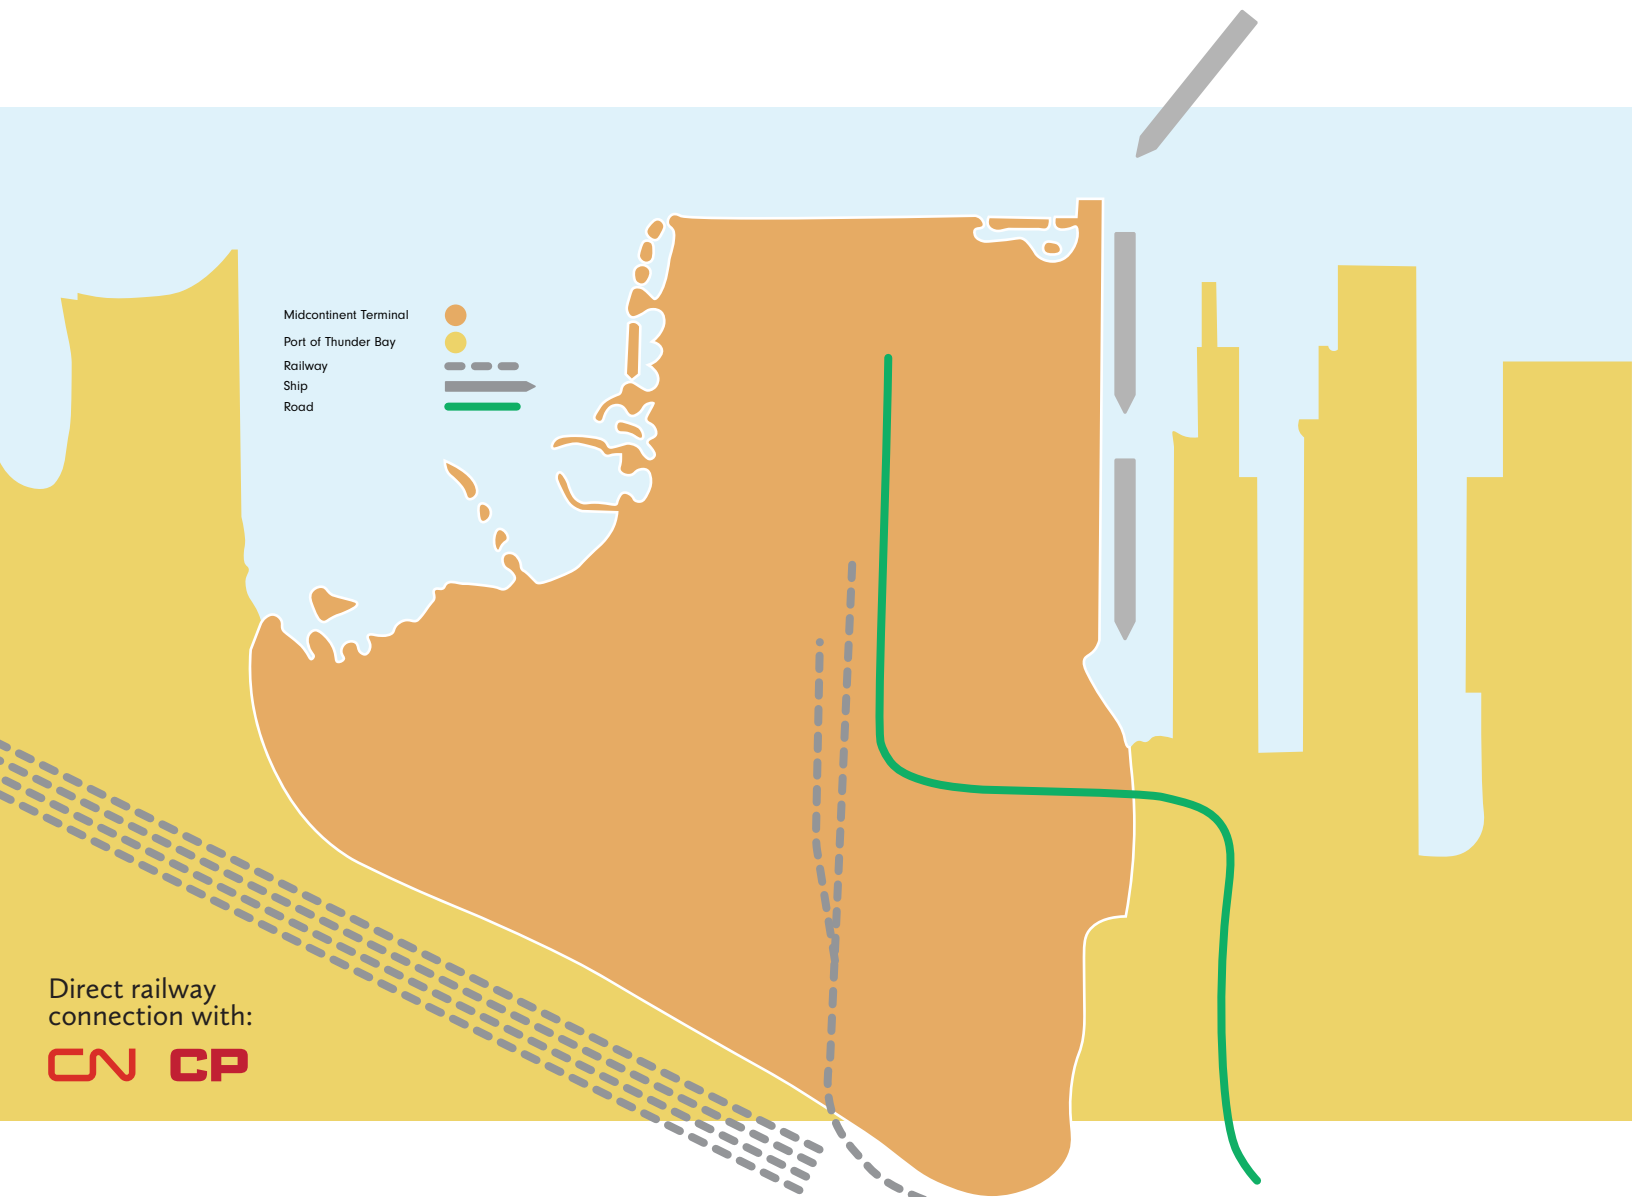 Midcontinent Terminal
Port of Thunder Bay
Railway
Ship
Road
Direct railway
connection with:
CN CP